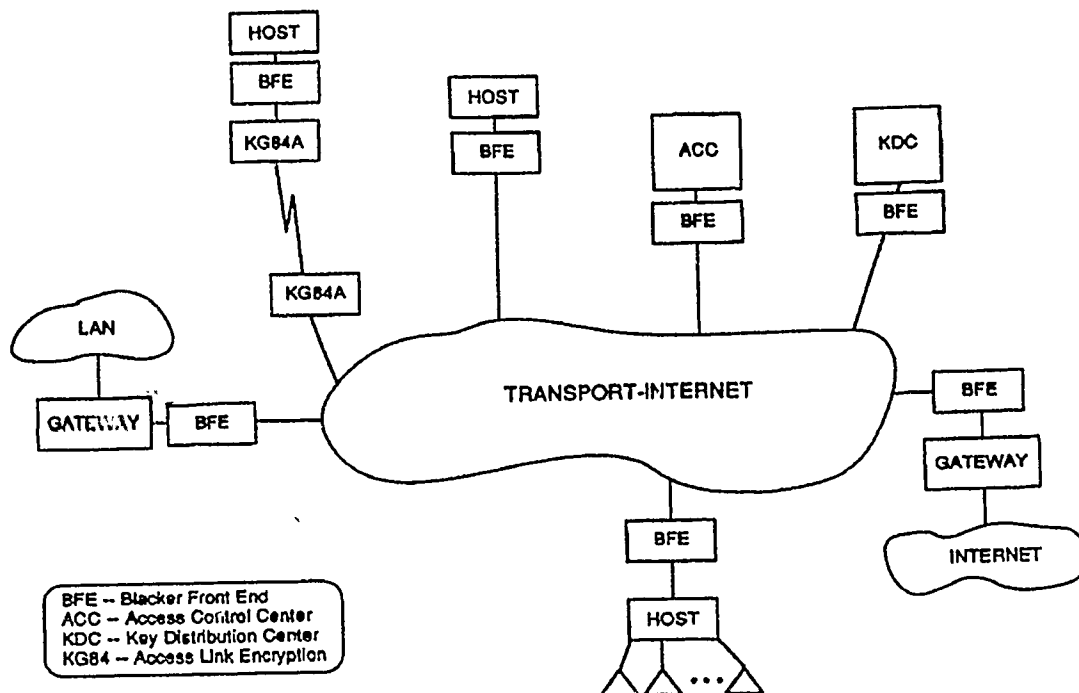 HOST
BFE
KG84A
KG84A
HOST
BFE
ACC
BFE
KDC
BFE
LAN
GATEWAY
BFE
TRANSPORT-INTERNET
BFE
GATEWAY
INTERNET
BFE
HOST
BFE -- Blacker Front End
ACC -- Access Control Center
KDC -- Key Distribution Center
KG84 -- Access Link Encryption